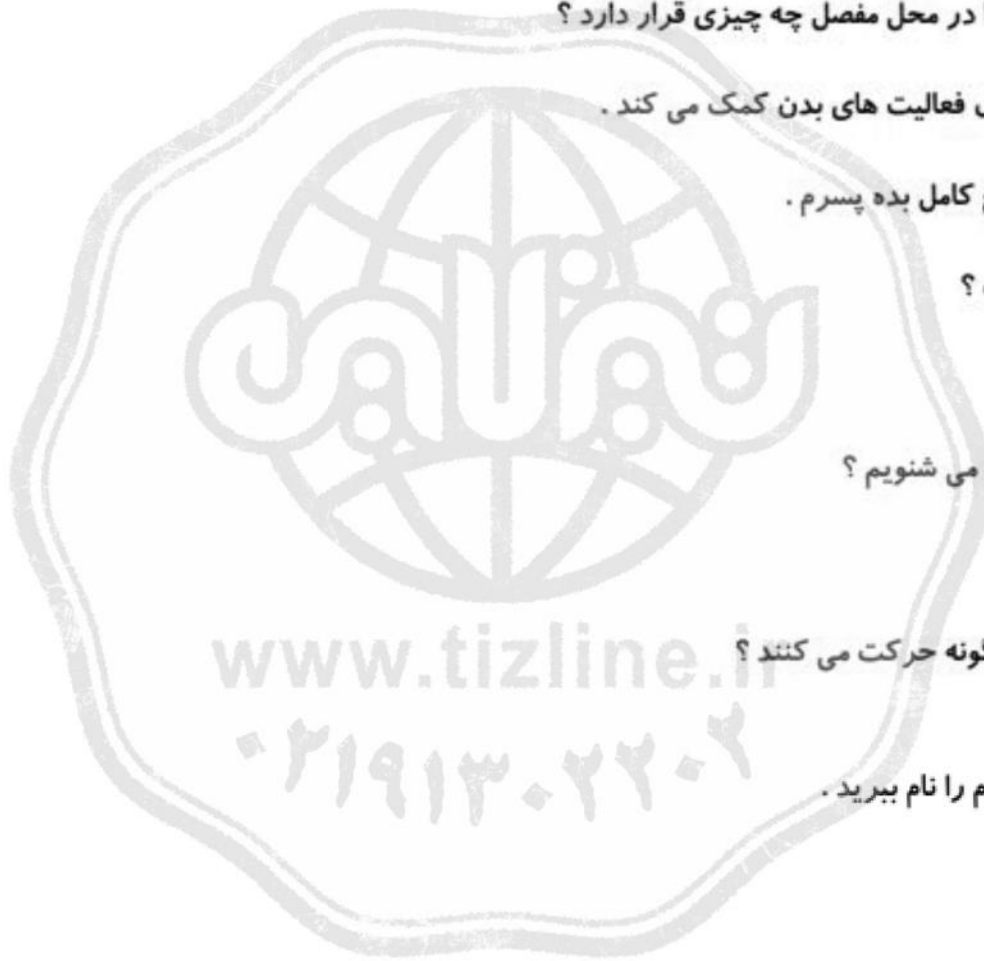 در محل مفصل چه چیزی قرار دارد ؟
فعالیت های بدن کمک می کند .
کامل بده پسرم .
؟
تیزلاین
می شنویم ؟
حرکت می کنند ؟
www.tizline.ir
۰۲۱۹۱۳۰۲۲۰۲
را نام ببرید .